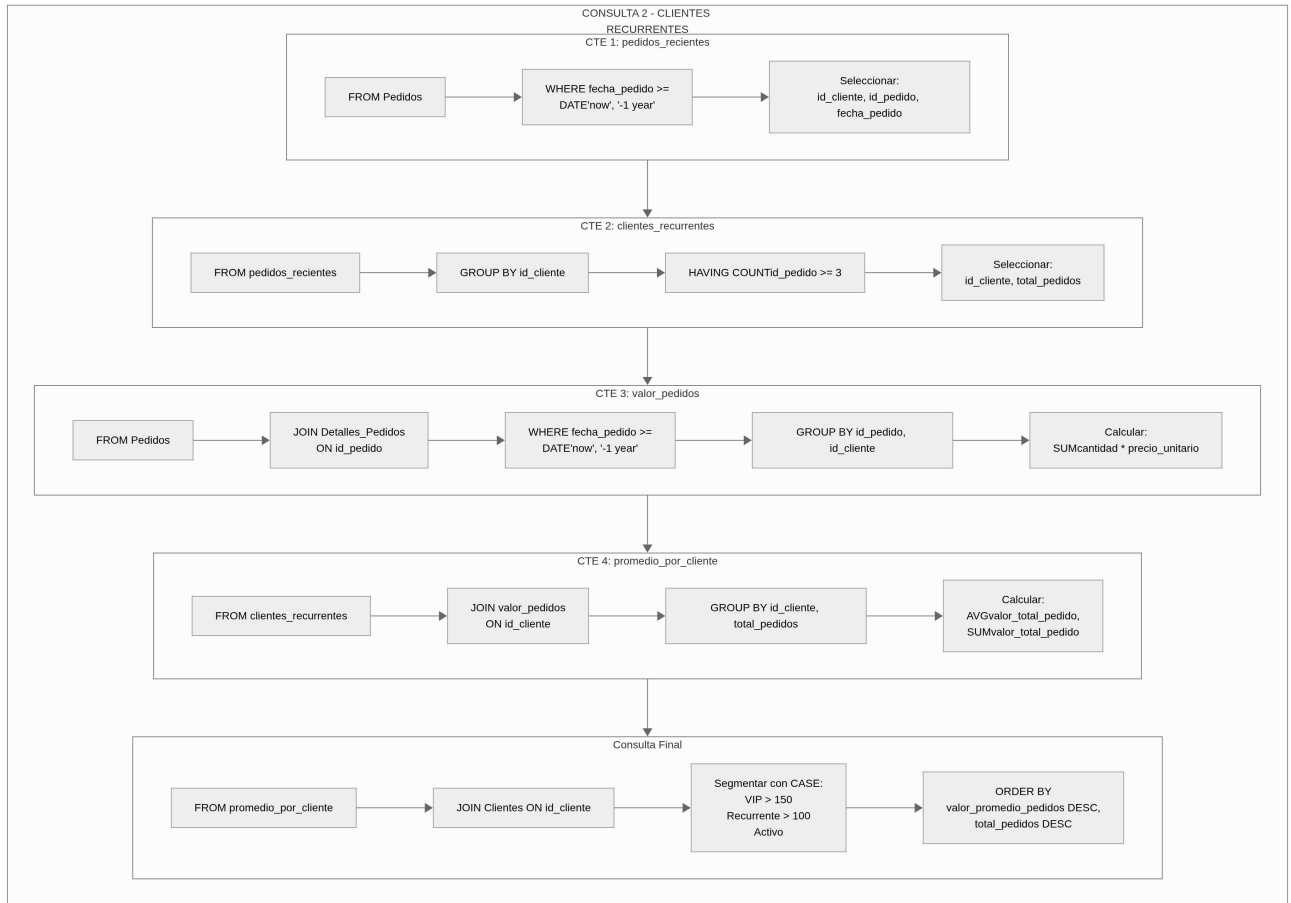 CONSULTA 2 - CLIENTES
RECURRENTES
CTE 1: pedidos_recientes
FROM Pedidos
WHERE fecha_pedido >=
DATE'now', '-1 year'
Seleccionar:
id_cliente, id_pedido,
fecha_pedido
CTE 2: clientes_recurrentes
FROM pedidos_recientes
GROUP BY id_cliente
HAVING COUNTid_pedido >= 3
Seleccionar:
id_cliente, total_pedidos
CTE 3: valor_pedidos
FROM Pedidos
JOIN Detalles_Pedidos
ON id_pedido
WHERE fecha_pedido >=
DATE'now', '-1 year'
GROUP BY id_pedido,
id_cliente
Calcular:
SUMcantidad * precio_unitario
CTE 4: promedio_por_cliente
FROM clientes_recurrentes
JOIN valor_pedidos
ON id_cliente
GROUP BY id_cliente,
total_pedidos
Calcular:
AVGvalor_total_pedido,
SUMvalor_total_pedido
Consulta Final
FROM promedio_por_cliente
JOIN Clientes ON id_cliente
Segmentar con CASE:
VIP > 150
Recurrente > 100
Activo
ORDER BY
valor_promedio_pedidos DESC,
total_pedidos DESC